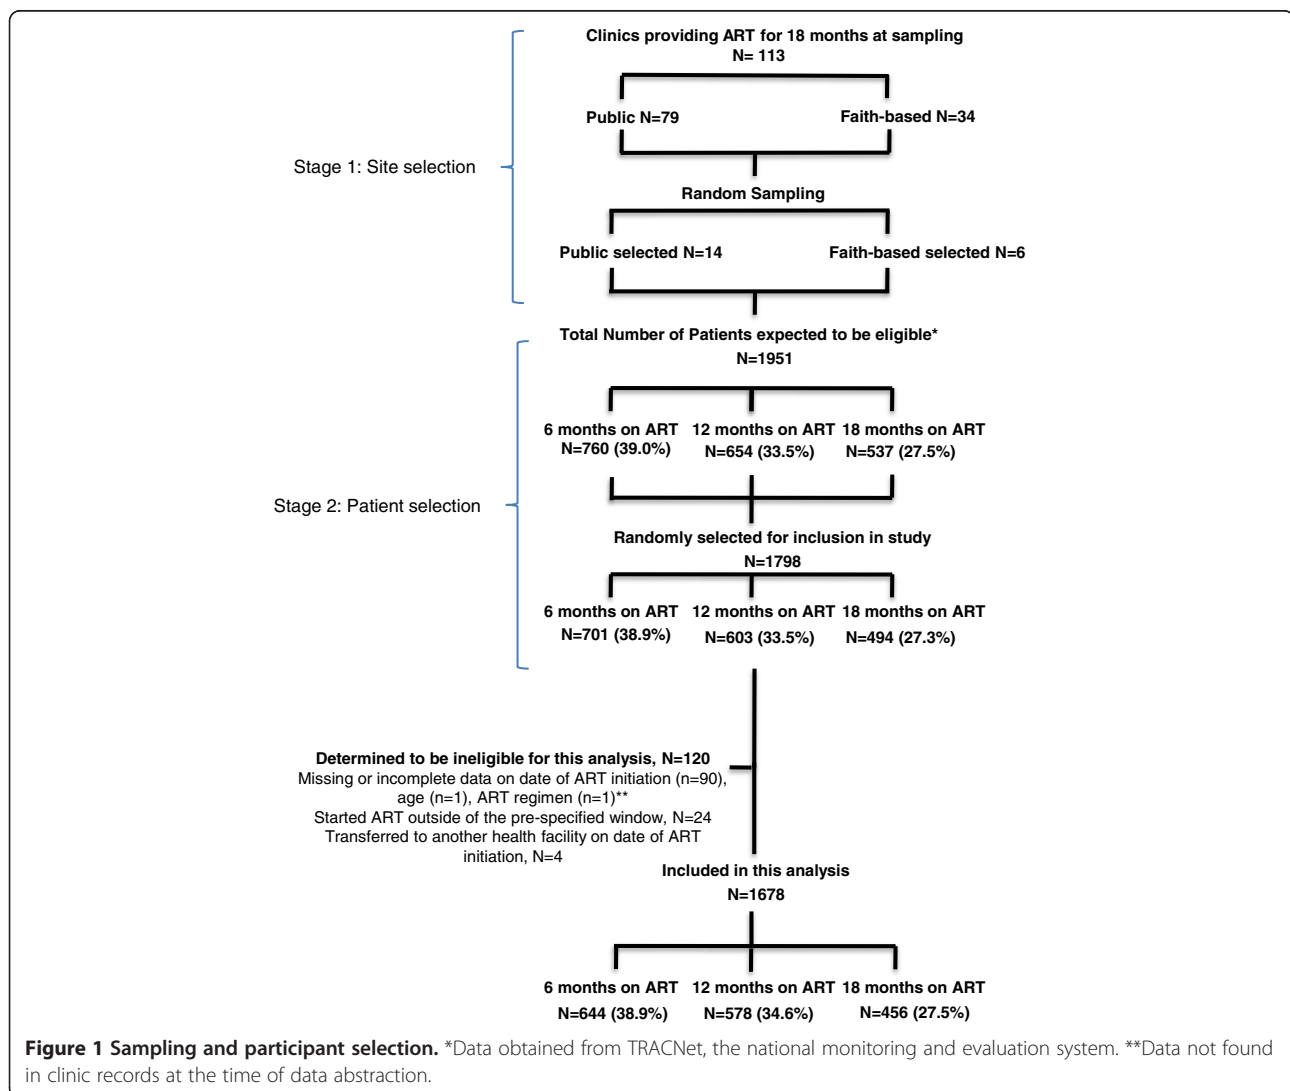 Clinics providing ART for 18 months at sampling
N= 113
Public N=79
Faith-based N=34
Stage 1: Site selection
Random Sampling
Public selected N=14
Faith-based selected N=6
Total Number of Patients expected to be eligible*
N=1951
6 months on ART 12 months on ART 18 months on ART
N=760 (39.0%) N=654 (33.5%) N=537 (27.5%)
Stage 2: Patient selection
Randomly selected for inclusion in study
N=1798
6 months on ART 12 months on ART 18 months on ART
N=701 (38.9%) N=603 (33.5%) N=494 (27.3%)
Determined to be ineligible for this analysis, N=120
Missing or incomplete data on date of ART initiation (n=90),
age (n=1), ART regimen (n=1)**
Started ART outside of the pre-specified window, N=24
Transferred to another health facility on date of ART
initiation, N=4
Included in this analysis
N=1678
6 months on ART 12 months on ART 18 months on ART
N=644 (38.9%) N=578 (34.6%) N=456 (27.5%)
Figure 1 Sampling and participant selection. *Data obtained from TRACNet, the national monitoring and evaluation system. **Data not found
in clinic records at the time of data abstraction.